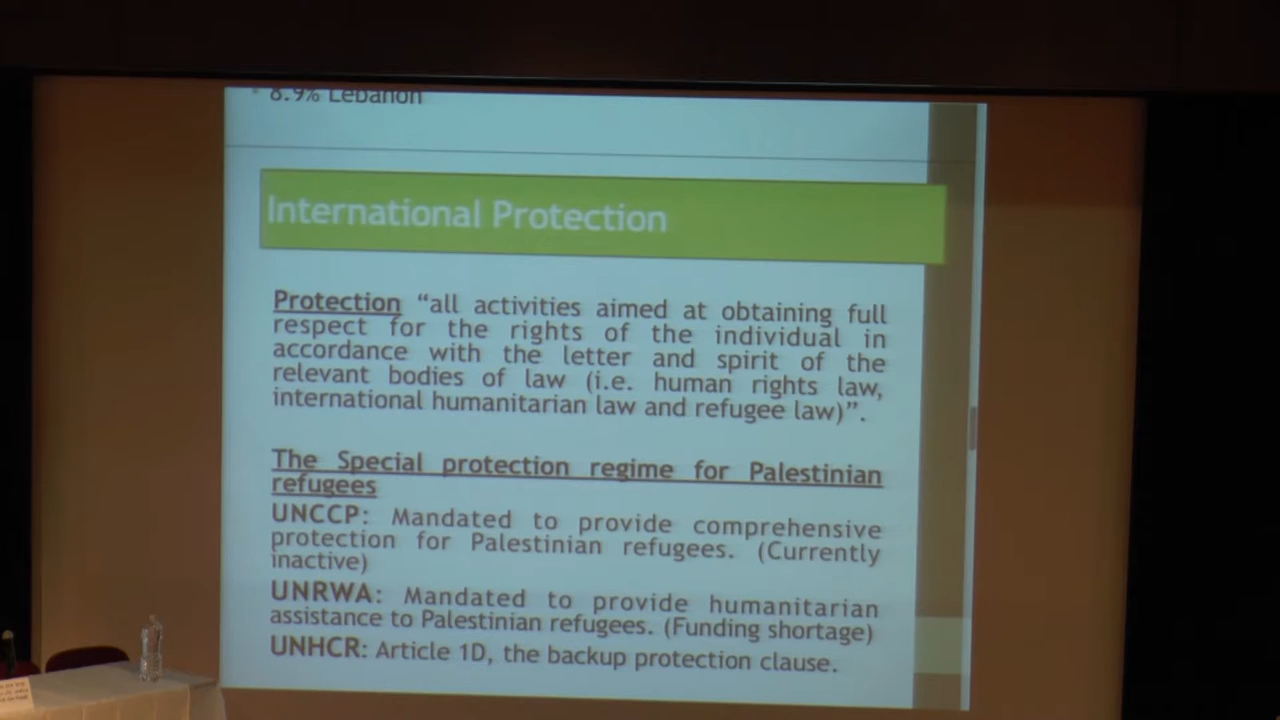 8.9% Lebanon
International Protection
Protection “all activities aimed at obtaining full
respect for the rights of the individual in
accordance with the letter and spirit of the
relevant bodies of law (i.e. human rights law,
international humanitarian law and refugee law)”.
The Special protection regime for Palestinian
refugees
UNCCP: Mandated to provide comprehensive
protection for Palestinian refugees. (Currently
inactive)
UNRWA: Mandated to provide humanitarian
assistance to Palestinian refugees. (Funding shortage)
UNHCR: Article 1D, the backup protection clause.